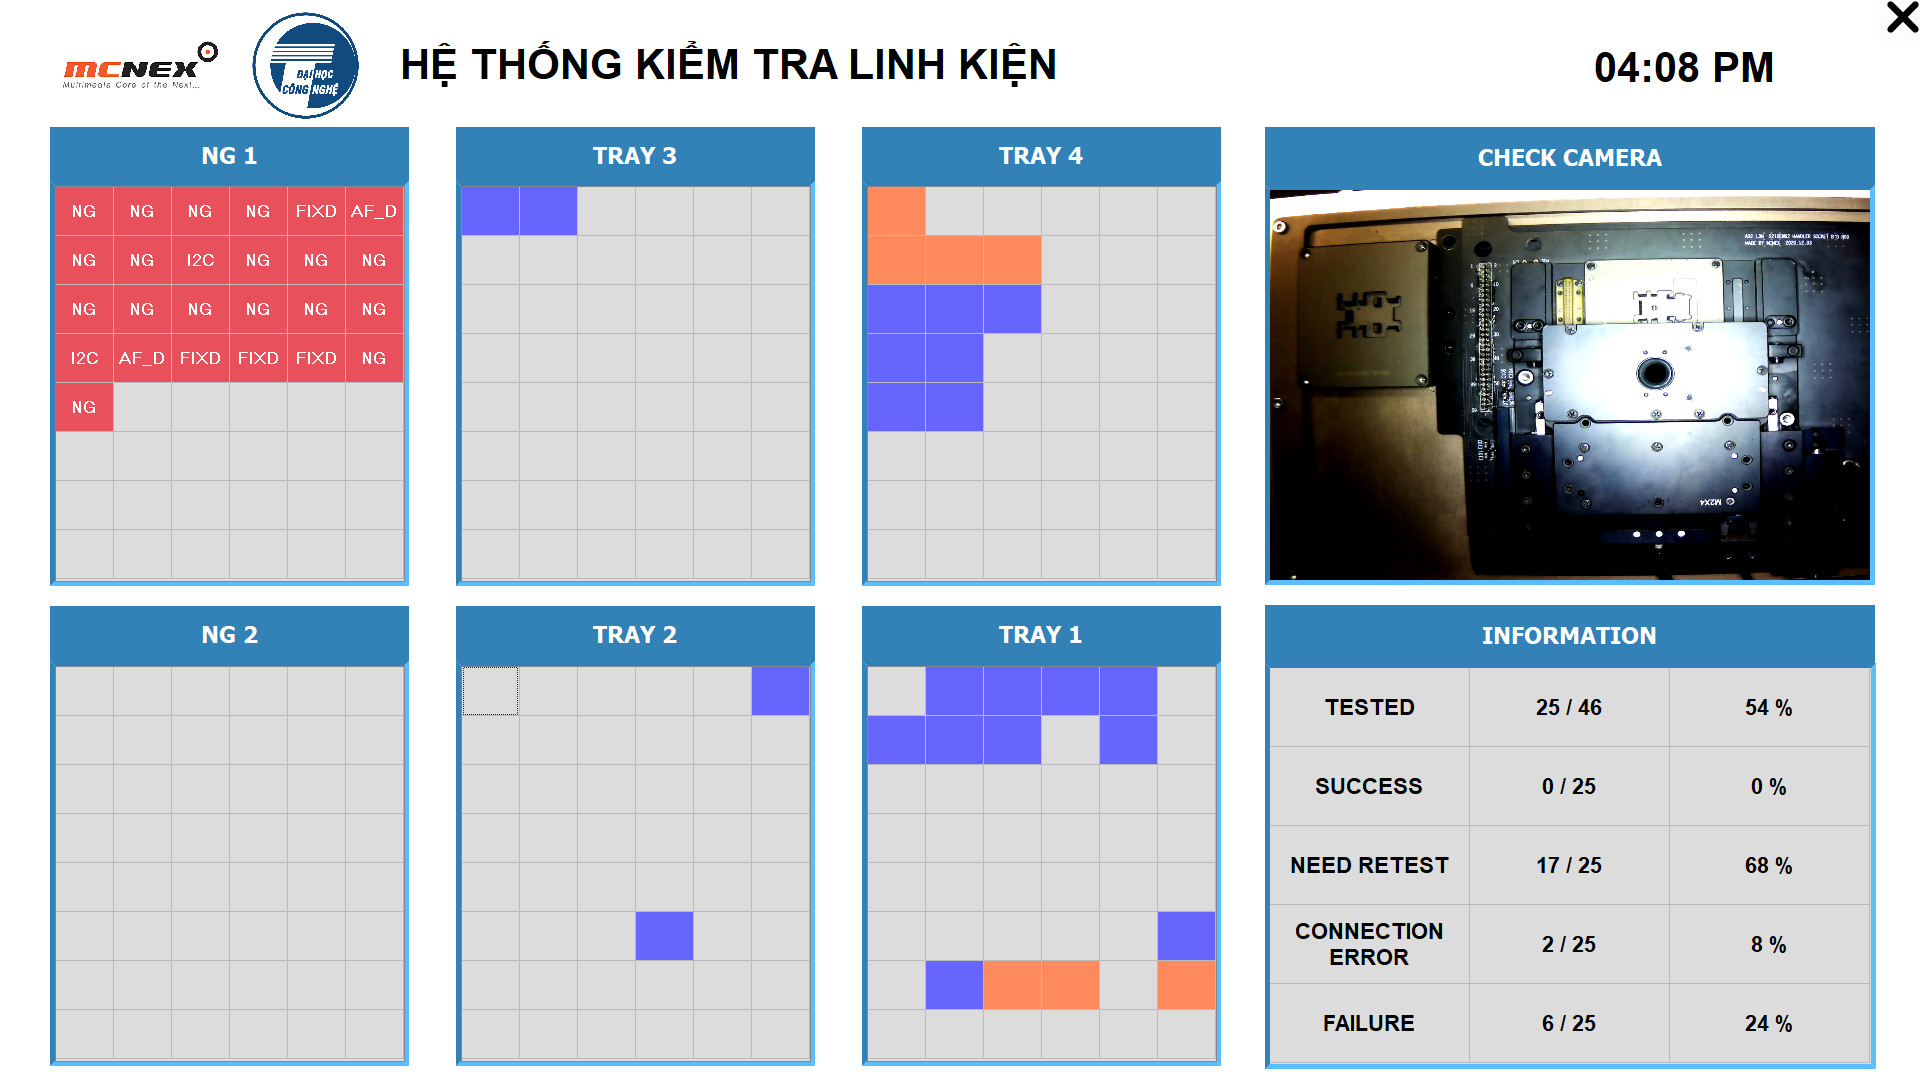 MCNEX
Multimedia Core of the Next...
ĐẠI HỌC
CÔNG NGHỆ
HỆ THỐNG KIỂM TRA LINH KIỆN
04:08 PM
NG 1
NG NG NG NG FIXD AF_D
NG NG I2C NG NG NG
NG NG NG NG NG NG
I2C AF_D FIXD FIXD FIXD NG
NG
TRAY 3
TRAY 4
CHECK CAMERA
M2X4
NG 2
TRAY 2
TRAY 1
INFORMATION
TESTED 25 / 46 54 %
SUCCESS 0 / 25 0 %
NEED RETEST 17 / 25 68 %
CONNECTION
ERROR 2 / 25 8 %
FAILURE 6 / 25 24 %